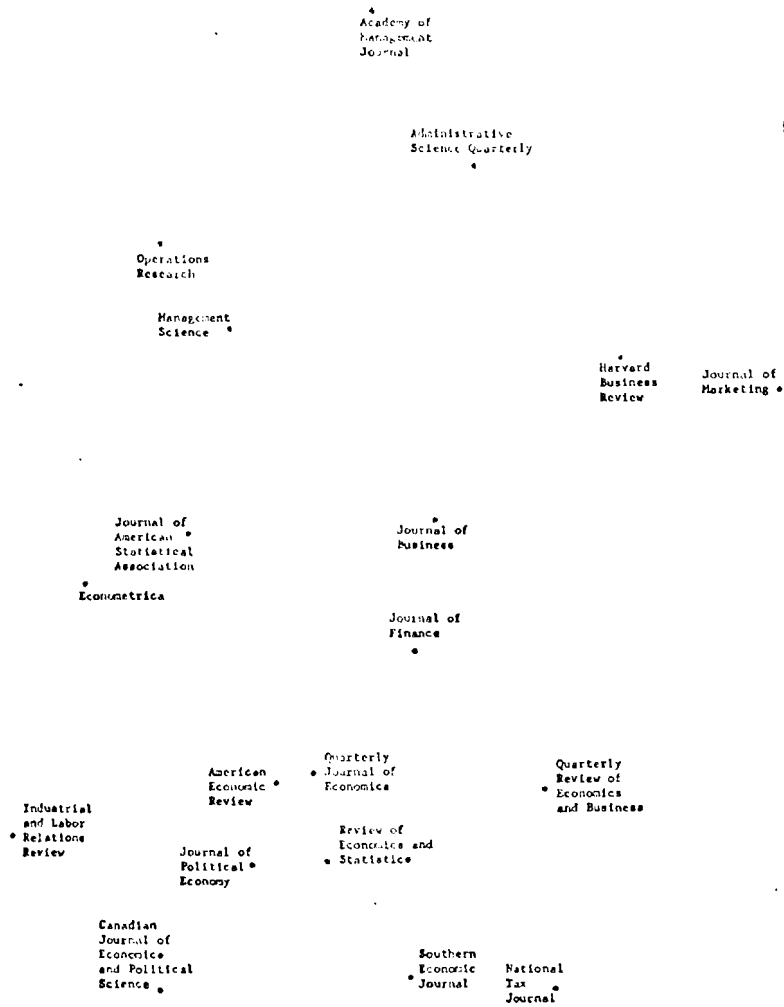 Academy of
Management
Journal
Administrative
Science Quarterly
Operations
Research
Management
Science
Harvard
Business
Review
Journal of
Marketing
Journal of
American
Statistical
Association
Journal of
Business
Econometrica
Journal of
Finance
Quarterly
Journal of
Economics
American
Economic
Review
Quarterly
Review of
Economics
and Business
Industrial
and Labor
Relations
Review
Review of
Economics and
Statistics
Journal of
Political
Economy
Canadian
Journal of
Economics
and Political
Science
Southern
Economic
Journal
National
Tax
Journal